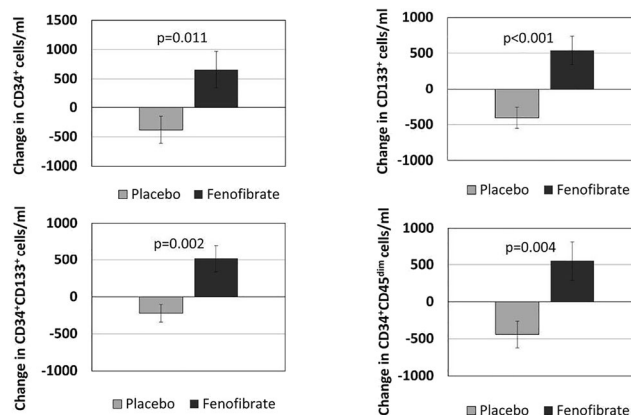 Change in CD34⁺ cells/ml
1500
1000
500
0
-500
-1000
p=0.011
Placebo Fenofibrate
Change in CD133⁺ cells/ml
1000
500
0
-500
-1000
p<0.001
Placebo Fenofibrate
Change in CD34⁺CD133⁺ cells/ml
1000
500
0
-500
-1000
p=0.002
Placebo Fenofibrate
Change in CD34⁺CD45ᵈⁱᵐ cells/ml
1000
500
0
-500
-1000
p=0.004
Placebo Fenofibrate